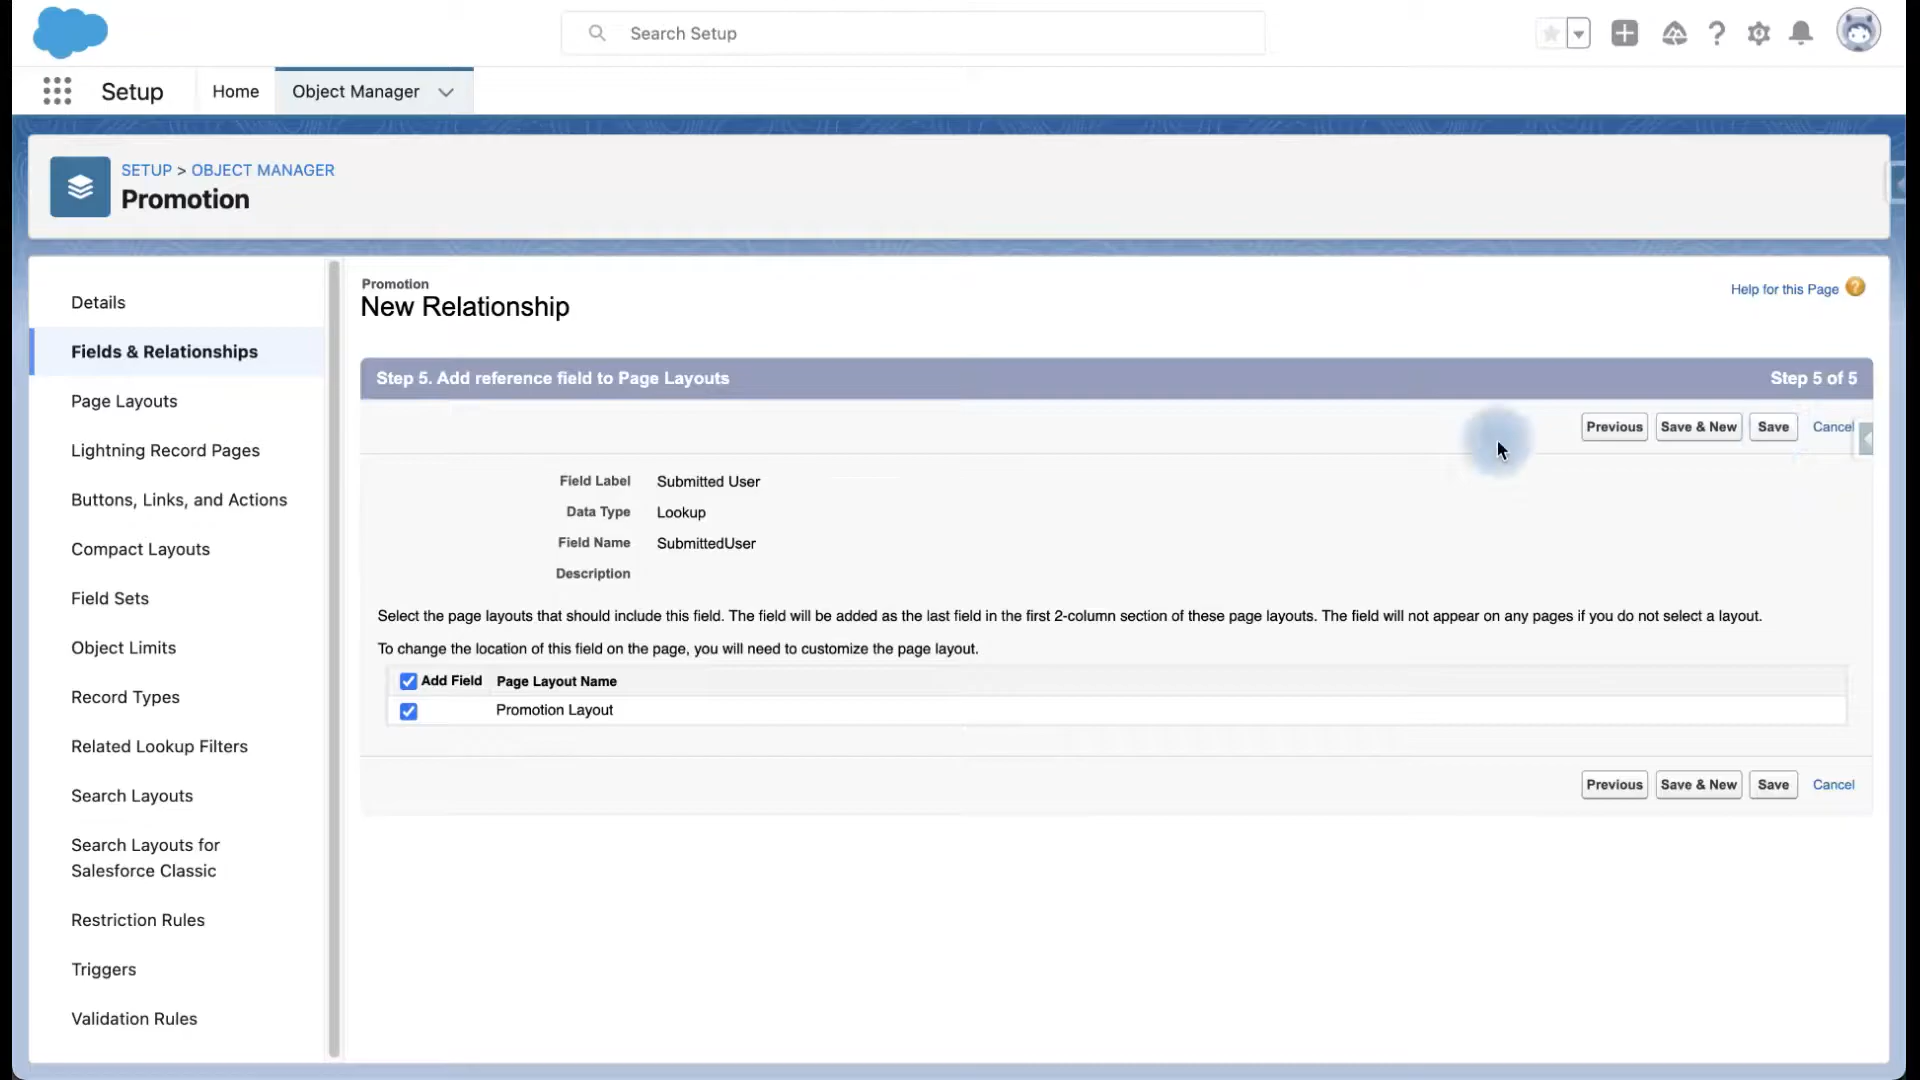 Search Setup
Setup
Home
Object Manager
SETUP > OBJECT MANAGER
Promotion
Details
Fields & Relationships
Page Layouts
Lightning Record Pages
Buttons, Links, and Actions
Compact Layouts
Field Sets
Object Limits
Record Types
Related Lookup Filters
Search Layouts
Search Layouts for
Salesforce Classic
Restriction Rules
Triggers
Validation Rules
Promotion
New Relationship
Help for this Page
Step 5. Add reference field to Page Layouts
Step 5 of 5
Previous
Save & New
Save
Cancel
Field Label Submitted User
Data Type Lookup
Field Name SubmittedUser
Description
Select the page layouts that should include this field. The field will be added as the last field in the first 2-column section of these page layouts. The field will not appear on any pages if you do not select a layout.
To change the location of this field on the page, you will need to customize the page layout.
Add Field Page Layout Name
Promotion Layout
Previous
Save & New
Save
Cancel